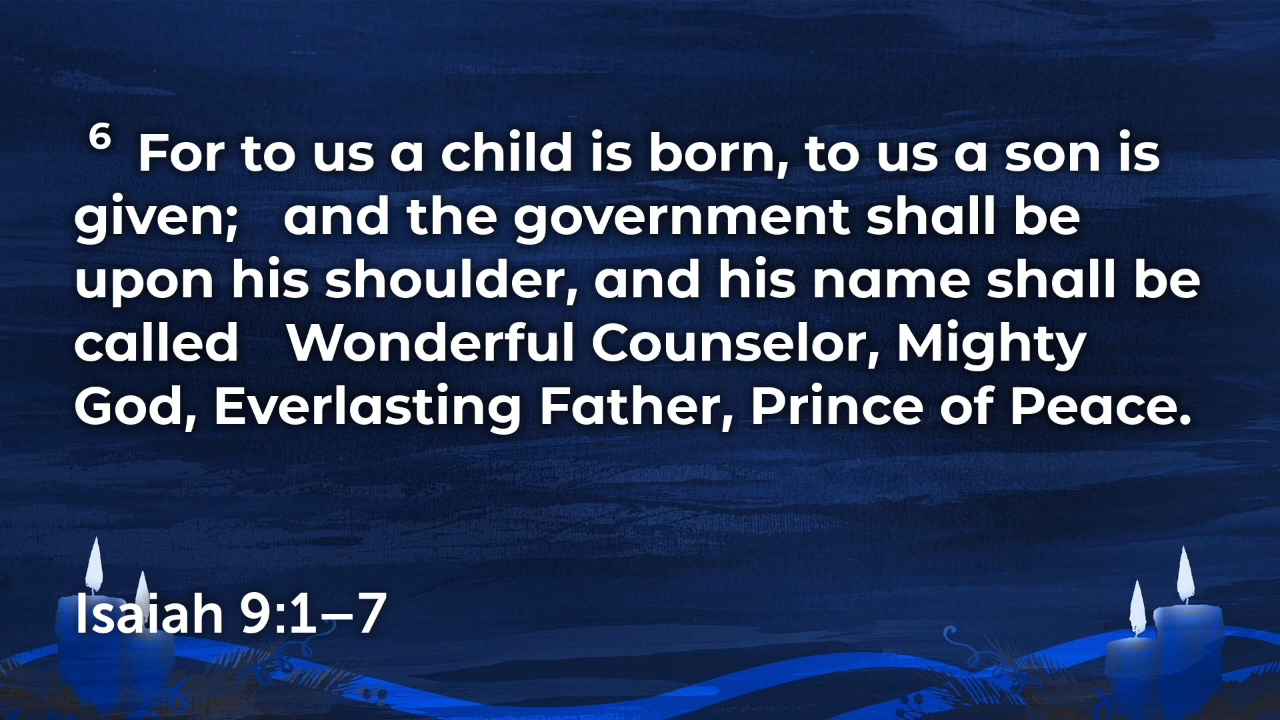 6 For to us a child is born, to us a son is
given; and the government shall be
upon his shoulder, and his name shall be
called Wonderful Counselor, Mighty
God, Everlasting Father, Prince of Peace.
Isaiah 9:1–7